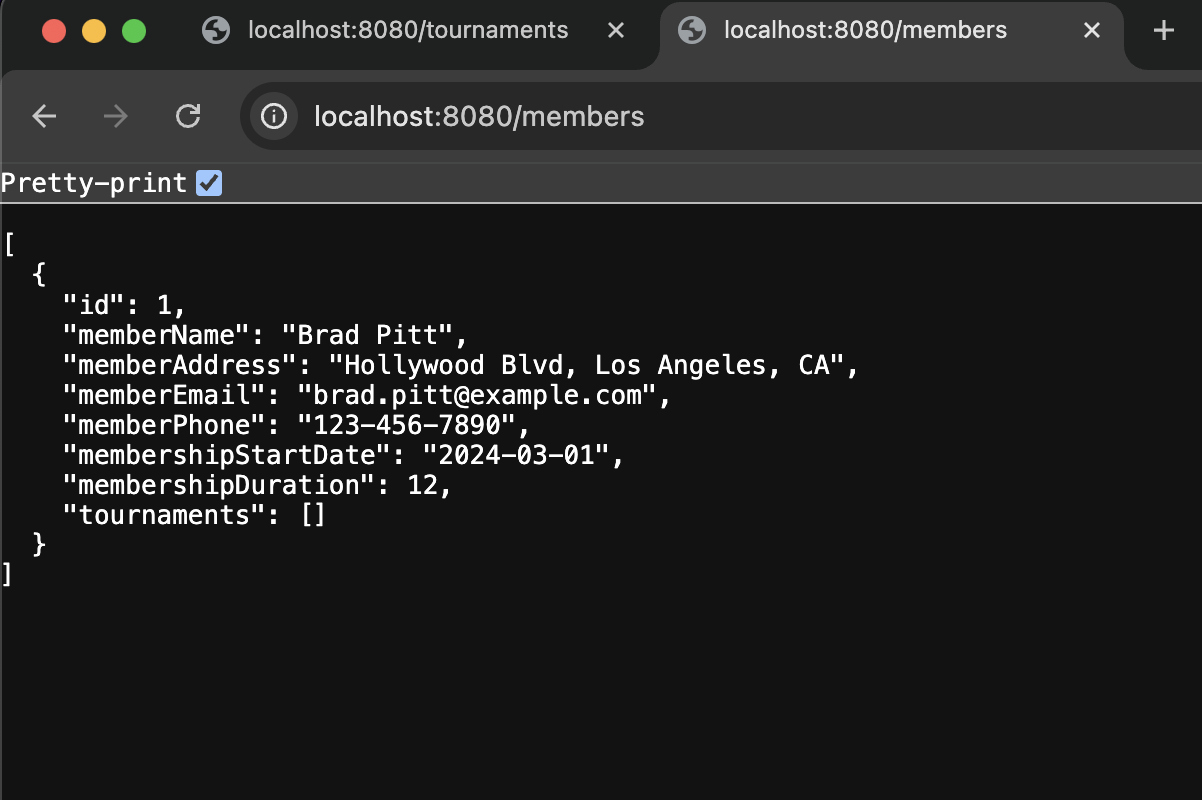 localhost:8080/tournaments
localhost:8080/members
localhost:8080/members
Pretty-print
[
  {
    "id": 1,
    "memberName": "Brad Pitt",
    "memberAddress": "Hollywood Blvd, Los Angeles, CA",
    "memberEmail": "brad.pitt@example.com",
    "memberPhone": "123-456-7890",
    "membershipStartDate": "2024-03-01",
    "membershipDuration": 12,
    "tournaments": []
  }
]